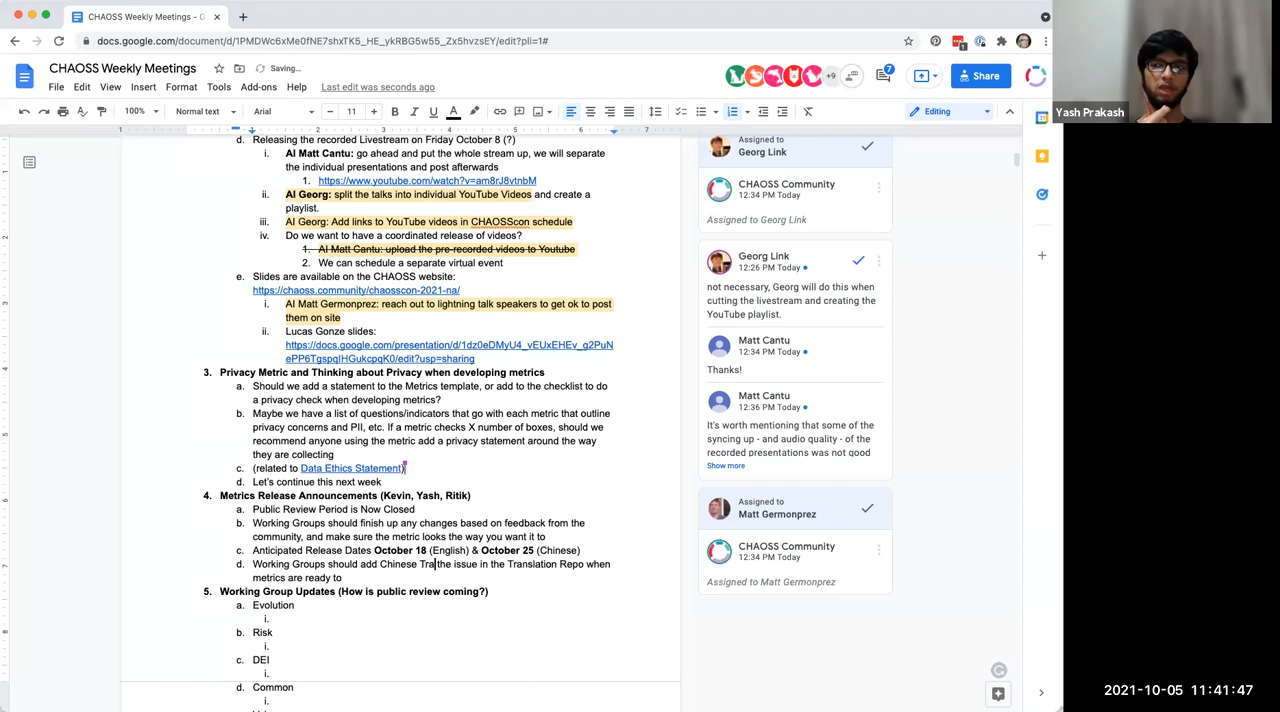 CHAOSS Weekly Meetings - G
docs.google.com/document/d/1PMDWc6xMe0fNE7shxTK5_HE_ykRBG5w55_Zx5hvzsEY/edit?pli=1#
CHAOSS Weekly Meetings
Saving...
File Edit View Insert Format Tools Add-ons Help Last edit was seconds ago
+9
7
Share
100% Normal text Arial 11 Editing
Yash Prakash
1 1 2 3 4 5 6 7
d. Releasing the recorded Livestream on Friday October 8 (?)
i. AI Matt Cantu: go ahead and put the whole stream up, we will separate
the individual presentations and post afterwards
1. https://www.youtube.com/watch?v=am8rJ8vtnbM
ii. AI Georg: split the talks into individual YouTube Videos and create a
playlist.
iii. AI Georg: Add links to YouTube videos in CHAOSScon schedule
iv. Do we want to have a coordinated release of videos?
1. AI Matt Cantu: upload the pre-recorded videos to Youtube
2. We can schedule a separate virtual event
e. Slides are available on the CHAOSS website:
https://chaoss.community/chaosscon-2021-na/
i. AI Matt Germonprez: reach out to lightning talk speakers to get ok to post
them on site
ii. Lucas Gonze slides:
https://docs.google.com/presentation/d/1dz0eDMyU4_vEUxEHEv_g2PuN
ePP6TgspqIHGukcpqK0/edit?usp=sharing
3. Privacy Metric and Thinking about Privacy when developing metrics
a. Should we add a statement to the Metrics template, or add to the checklist to do
a privacy check when developing metrics?
b. Maybe we have a list of questions/indicators that go with each metric that outline
privacy concerns and PII, etc. If a metric checks X number of boxes, should we
recommend anyone using the metric add a privacy statement around the way
they are collecting
c. (related to Data Ethics Statement)
d. Let's continue this next week
4. Metrics Release Announcements (Kevin, Yash, Ritik)
a. Public Review Period is Now Closed
b. Working Groups should finish up any changes based on feedback from the
community, and make sure the metric looks the way you want it to
c. Anticipated Release Dates October 18 (English) & October 25 (Chinese)
d. Working Groups should add Chinese Tra the issue in the Translation Repo when
metrics are ready to
5. Working Group Updates (How is public review coming?)
a. Evolution
i.
b. Risk
i.
c. DEI
i.
d. Common
i.
Assigned to
Georg Link
CHAOSS Community
12:34 PM Today
Assigned to Georg Link
Georg Link
12:26 PM Today
not necessary, Georg will do this when
cutting the livestream and creating the
YouTube playlist.
Matt Cantu
12:34 PM Today
Thanks!
Matt Cantu
12:36 PM Today
It's worth mentioning that some of the
syncing up - and audio quality - of the
recorded presentations was not good
Show more
Assigned to
Matt Germonprez
CHAOSS Community
12:34 PM Today
Assigned to Matt Germonprez
2021-10-05 11:41:47